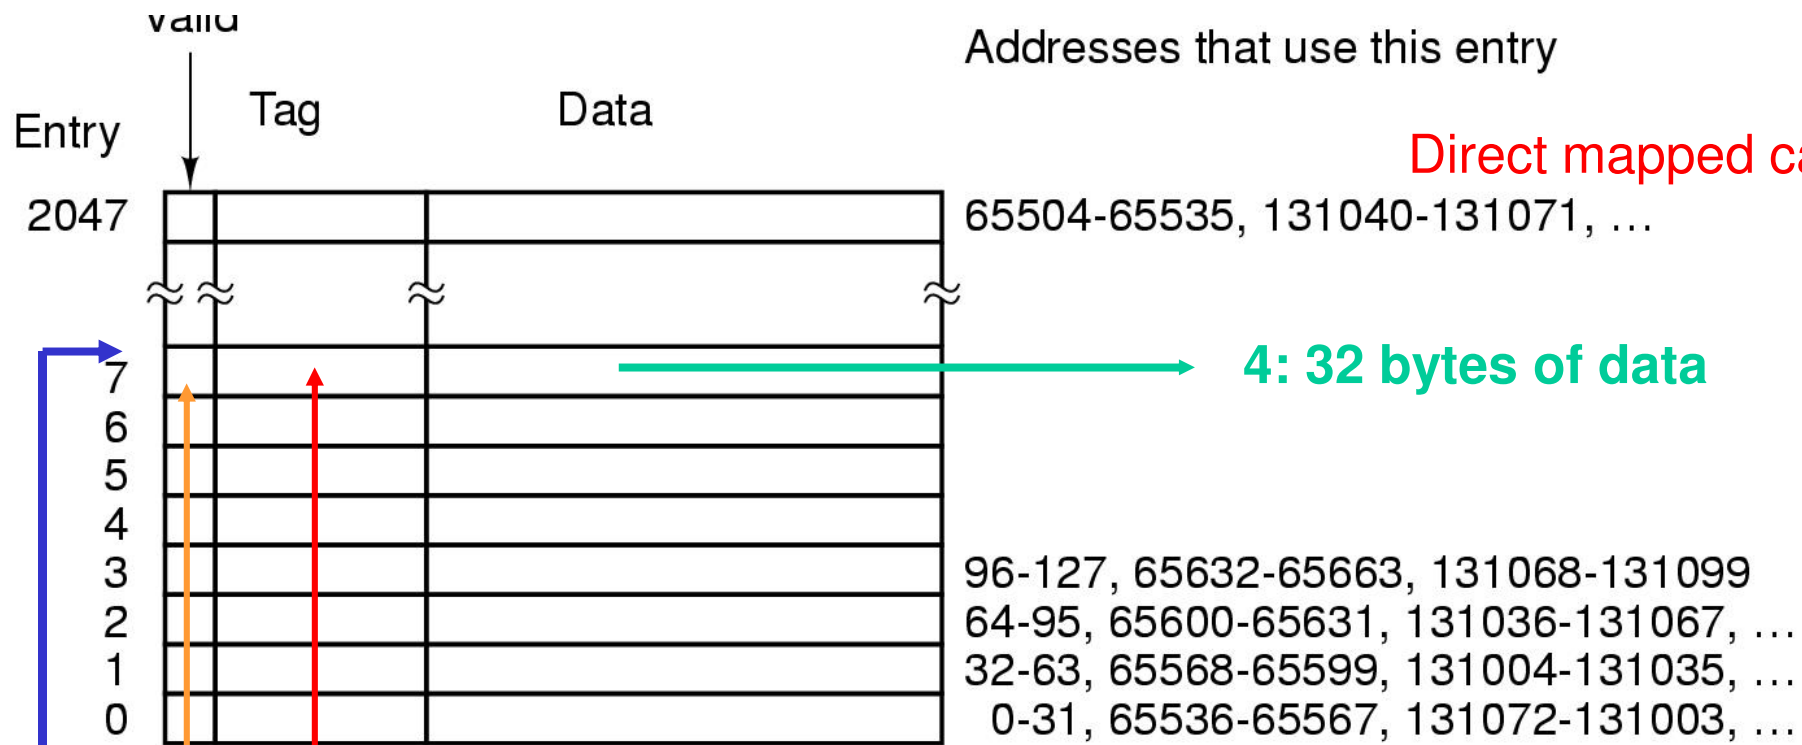 Valid
Addresses that use this entry
Tag
Data
Entry
Direct mapped ca
2047
65504-65535, 131040-131071, …
7
4: 32 bytes of data
6
5
4
3
96-127, 65632-65663, 131068-131099
2
64-95, 65600-65631, 131036-131067, …
1
32-63, 65568-65599, 131004-131035, …
0
0-31, 65536-65567, 131072-131003, …